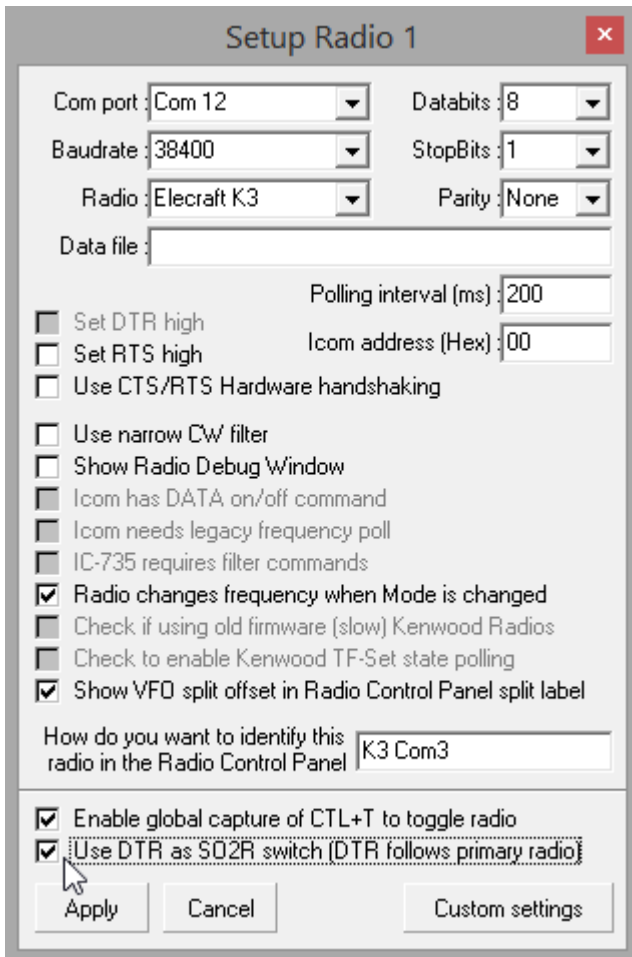 Setup Radio 1
Com port : Com 12 Databits : 8
Baudrate : 38400 StopBits : 1
Radio : Elecraft K3 Parity : None
Data file :
Polling interval (ms) : 200
Set DTR high
Icom address (Hex) : 00
Set RTS high
Use CTS/RTS Hardware handshaking
Use narrow CW filter
Show Radio Debug Window
Icom has DATA on/off command
Icom needs legacy frequency poll
IC-735 requires filter commands
Radio changes frequency when Mode is changed
Check if using old firmware (slow) Kenwood Radios
Check to enable Kenwood TF-Set state polling
Show VFO split offset in Radio Control Panel split label
How do you want to identify this
radio in the Radio Control Panel
K3 Com3
Enable global capture of CTL+T to toggle radio
Use DTR as SO2R switch (DTR follows primary radio)
Apply Cancel Custom settings